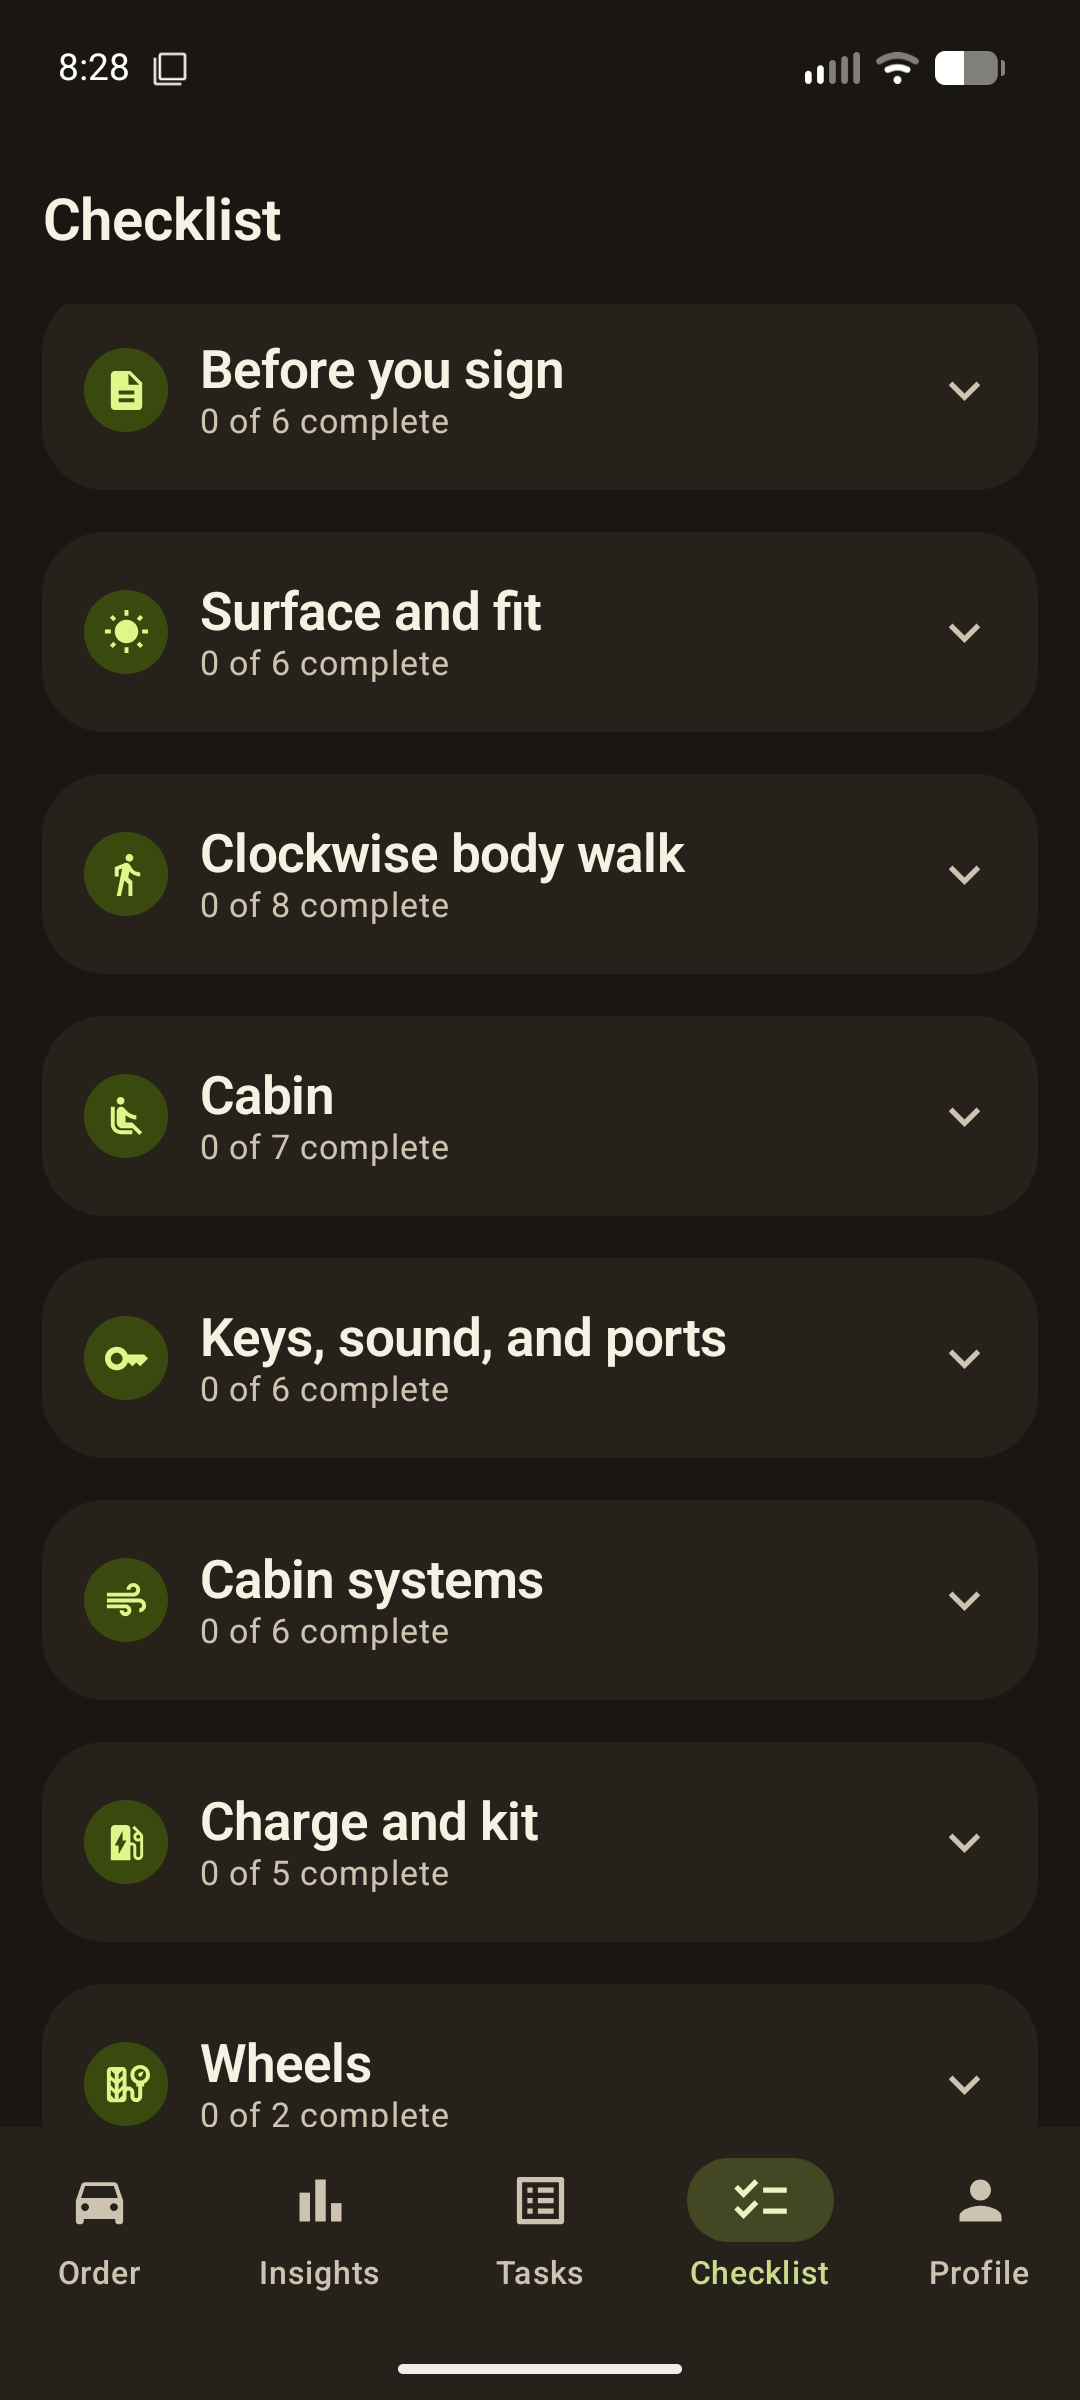 8:28
Checklist
Before you sign
0 of 6 complete
Surface and fit
0 of 6 complete
Clockwise body walk
0 of 8 complete
Cabin
0 of 7 complete
Keys, sound, and ports
0 of 6 complete
Cabin systems
0 of 6 complete
Charge and kit
0 of 5 complete
Wheels
0 of 2 complete
Order
Insights
Tasks
Checklist
Profile